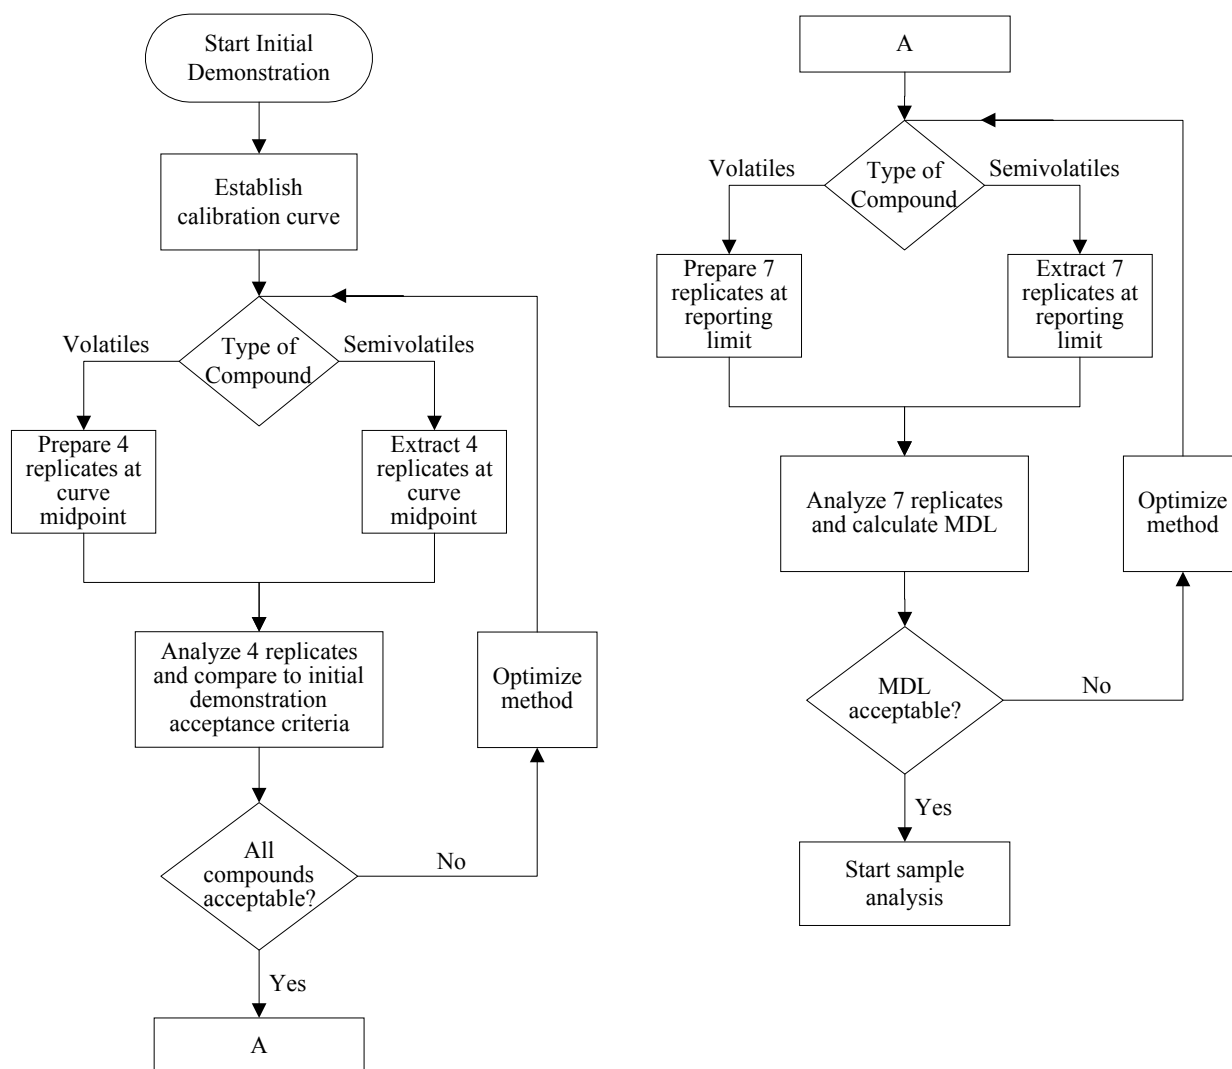 Start Initial
Demonstration
Establish
calibration curve
Volatiles
Type of
Compound
Semivolatiles
Prepare 4
replicates at
curve
midpoint
Extract 4
replicates at
curve
midpoint
Analyze 4 replicates
and compare to initial
demonstration
acceptance criteria
Optimize
method
All
compounds
acceptable?
No
Yes
A
A
Volatiles
Type of
Compound
Semivolatiles
Prepare 7
replicates at
reporting
limit
Extract 7
replicates at
reporting
limit
Analyze 7 replicates
and calculate MDL
Optimize
method
MDL
acceptable?
No
Yes
Start sample
analysis